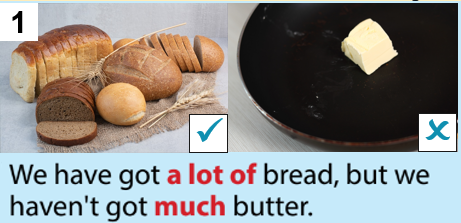 1
We have got a lot of bread, but we
haven't got much butter.